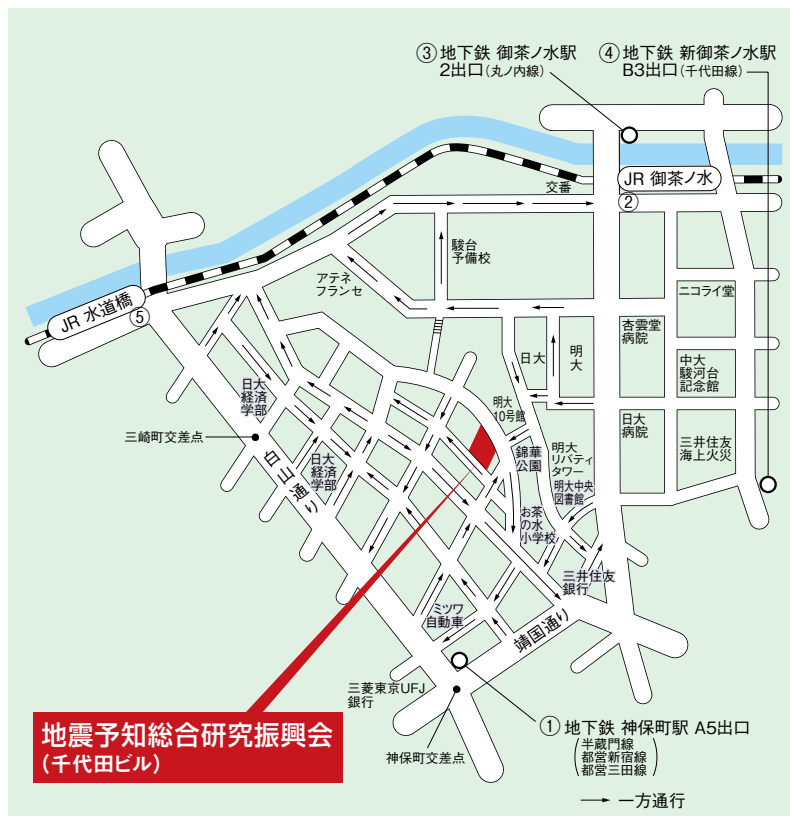 ③ 地下鉄 御茶ノ水駅
2出口(丸ノ内線)
④ 地下鉄 新御茶ノ水駅
B3出口(千代田線)
JR 御茶ノ水
②
交番
駿台
予備校
アテネ
フランセ
ニコライ堂
JR 水道橋
⑤
杏雲堂
病院
日大
明大
中大
駿河台
記念館
日大
経済
学部
明大
10号館
日大
病院
三崎町交差点
錦華
公園
明大
リバティ
タワー
三井住友
海上火災
白山通り
日大
経済
学部
明大中央
図書館
お茶
の水
小学校
三井住友
銀行
ミツワ
自動車
靖国通り
三菱東京UFJ
銀行
地震予知総合研究振興会
(千代田ビル)
神保町交差点
① 地下鉄 神保町駅 A5出口
(半蔵門線
都営新宿線
都営三田線)
→ 一方通行